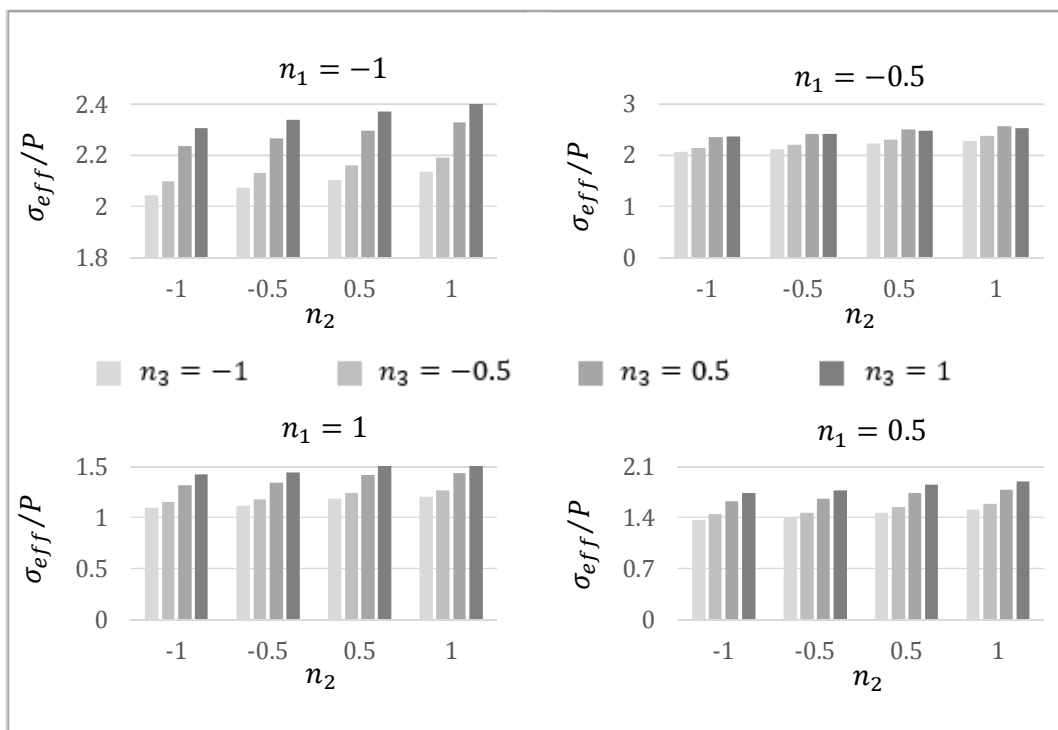 n₁ = −1
σ_eff/P
2.4
2.2
2
1.8
-1 -0.5 0.5 1
n₂
n₁ = −0.5
σ_eff/P
3
2
1
0
-1 -0.5 0.5 1
n₂
n₃ = −1 n₃ = −0.5 n₃ = 0.5 n₃ = 1
n₁ = 1
σ_eff/P
1.5
1
0.5
0
-1 -0.5 0.5 1
n₂
n₁ = 0.5
σ_eff/P
2.1
1.4
0.7
0
-1 -0.5 0.5 1
n₂